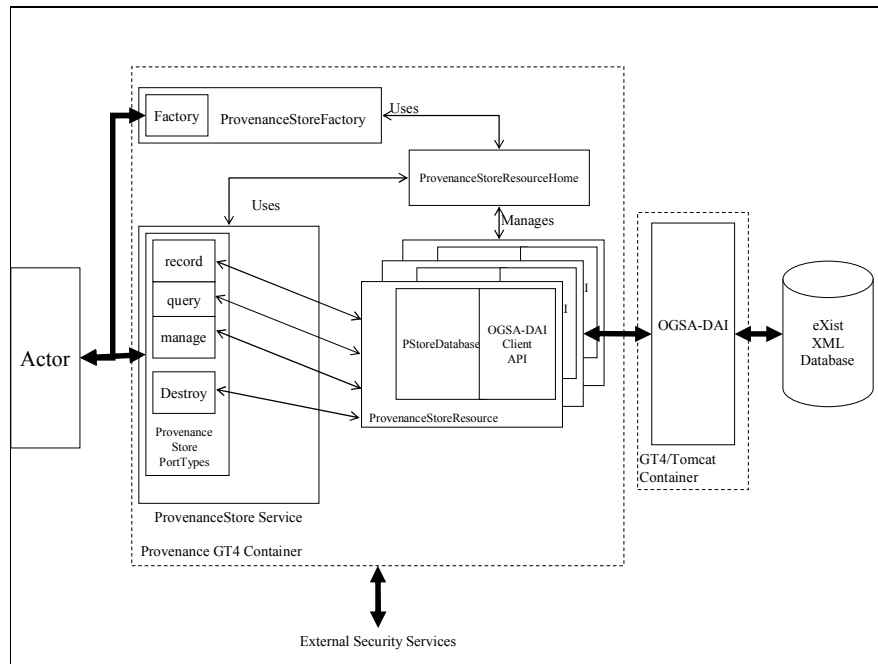 Factory
ProvenanceStoreFactory
Uses
ProvenanceStoreResourceHome
Uses
Manages
record
query
manage
Destroy
Provenance
Store
PortTypes
ProvenanceStore Service
Provenance GT4 Container
Actor
I
I
PStoreDatabase
OGSA-DAI
Client
API
ProvenanceStoreResource
OGSA-DAI
GT4/Tomcat
Container
eXist
XML
Database
External Security Services